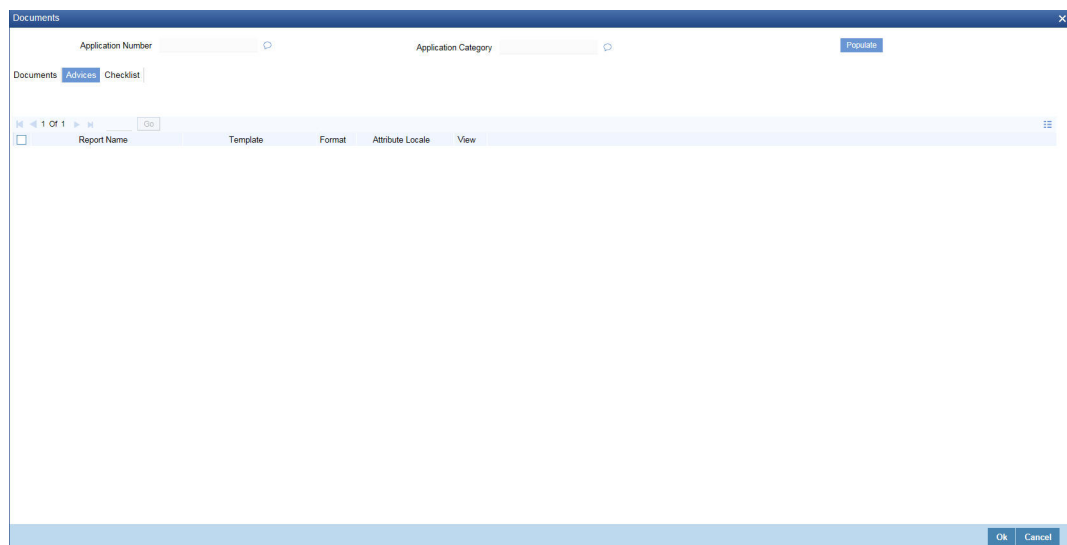 Documents
Application Number Application Category Populate
Documents Advices Checklist
1 Of 1 Go
Report Name Template Format Attribute Locale View
Ok Cancel